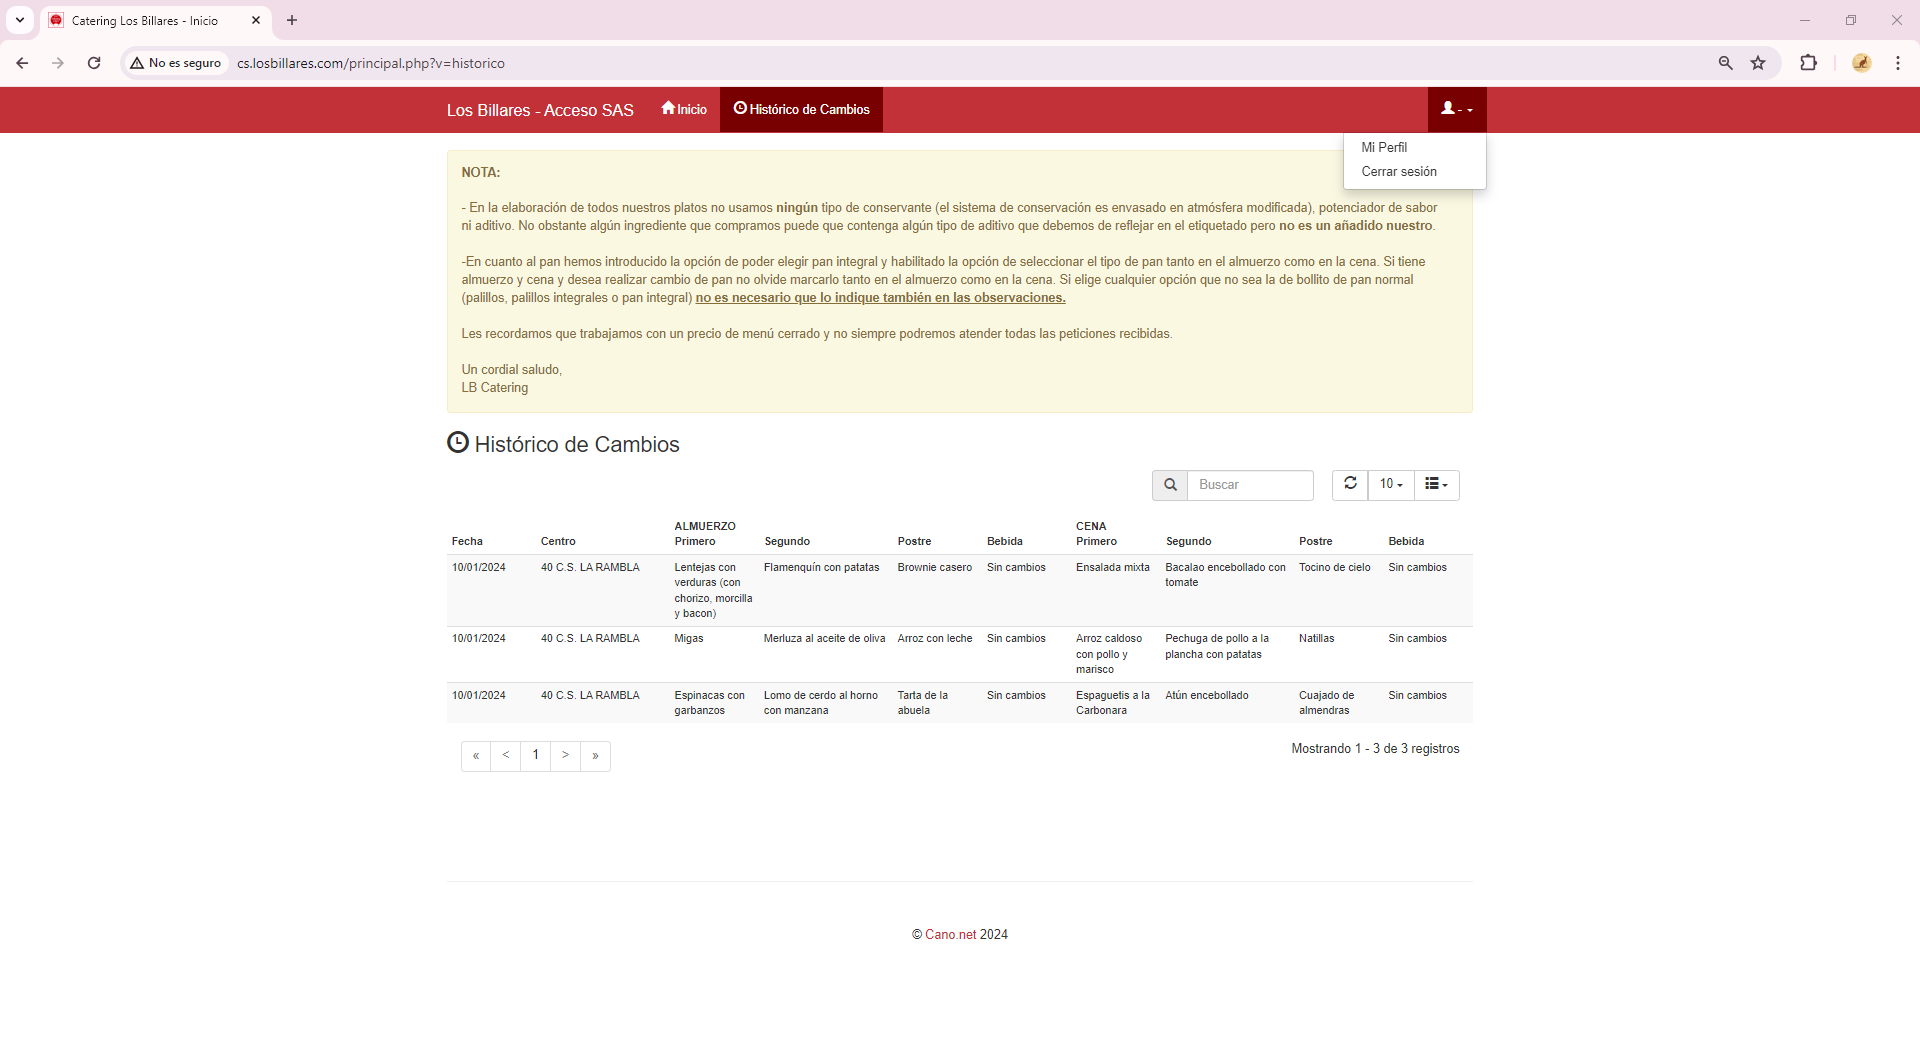 Catering Los Billares - Inicio
No es seguro
cs.losbillares.com/principal.php?v=historico
Los Billares - Acceso SAS
Inicio
Histórico de Cambios
-
Mi Perfil
Cerrar sesión
NOTA:
- En la elaboración de todos nuestros platos no usamos ningún tipo de conservante (el sistema de conservación es envasado en atmósfera modificada), potenciador de sabor
ni aditivo. No obstante algún ingrediente que compramos puede que contenga algún tipo de aditivo que debemos de reflejar en el etiquetado pero no es un añadido nuestro.
-En cuanto al pan hemos introducido la opción de poder elegir pan integral y habilitado la opción de seleccionar el tipo de pan tanto en el almuerzo como en la cena. Si tiene
almuerzo y cena y desea realizar cambio de pan no olvide marcarlo tanto en el almuerzo como en la cena. Si elige cualquier opción que no sea la de bollito de pan normal
(palillos, palillos integrales o pan integral) no es necesario que lo indique también en las observaciones.
Les recordamos que trabajamos con un precio de menú cerrado y no siempre podremos atender todas las peticiones recibidas.
Un cordial saludo,
LB Catering
Histórico de Cambios
Buscar
10
ALMUERZO CENA
Fecha Centro Primero Segundo Postre Bebida Primero Segundo Postre Bebida
10/01/2024 40 C.S. LA RAMBLA Lentejas con Flamenquín con patatas Brownie casero Sin cambios Ensalada mixta Bacalao encebollado con Tocino de cielo Sin cambios
verduras (con tomate
chorizo, morcilla
y bacon)
10/01/2024 40 C.S. LA RAMBLA Migas Merluza al aceite de oliva Arroz con leche Sin cambios Arroz caldoso Pechuga de pollo a la Natillas Sin cambios
con pollo y plancha con patatas
marisco
10/01/2024 40 C.S. LA RAMBLA Espinacas con Lomo de cerdo al horno Tarta de la Sin cambios Espaguetis a la Atún encebollado Cuajado de Sin cambios
garbanzos con manzana abuela Carbonara almendras
« < 1 > »
Mostrando 1 - 3 de 3 registros
© Cano.net 2024